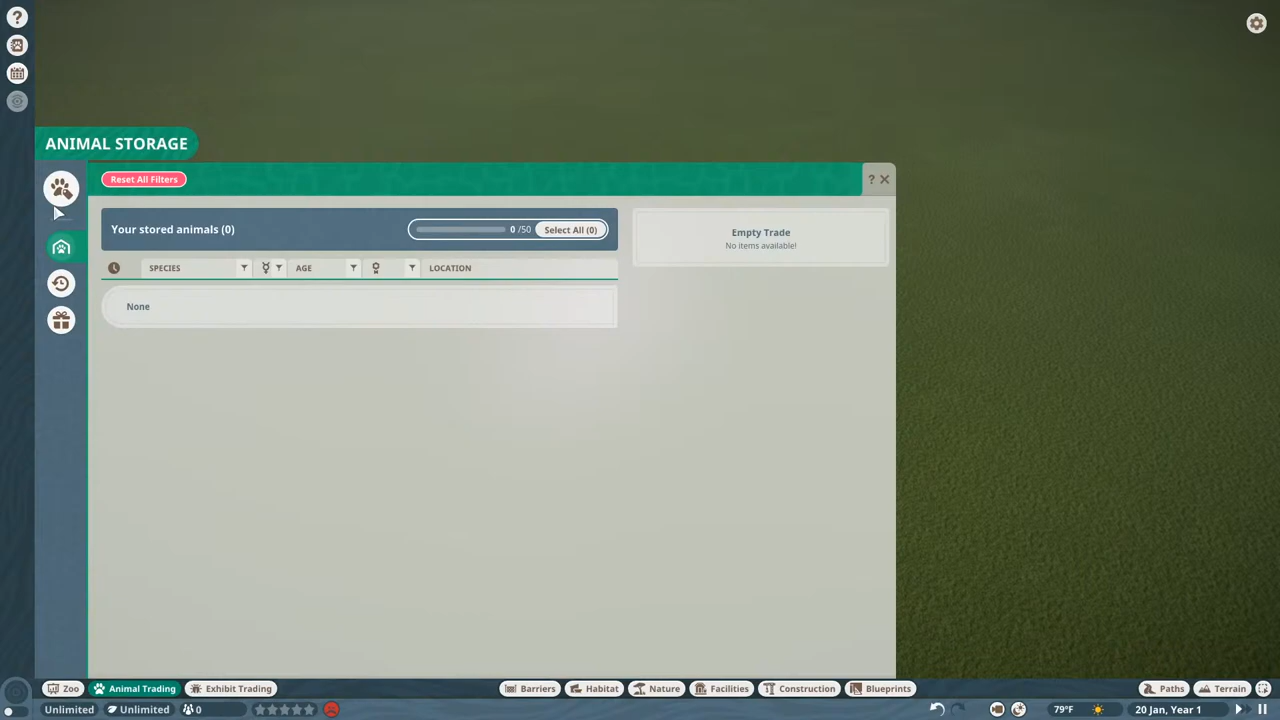 ANIMAL STORAGE
Reset All Filters
? ✕
Your stored animals (0)
0 /50
Select All (0)
SPECIES AGE LOCATION
None
Empty Trade
No items available!
Zoo Animal Trading Exhibit Trading Barriers Habitat Nature Facilities Construction Blueprints Paths Terrain
Unlimited Unlimited 0 79°F 20 Jan, Year 1